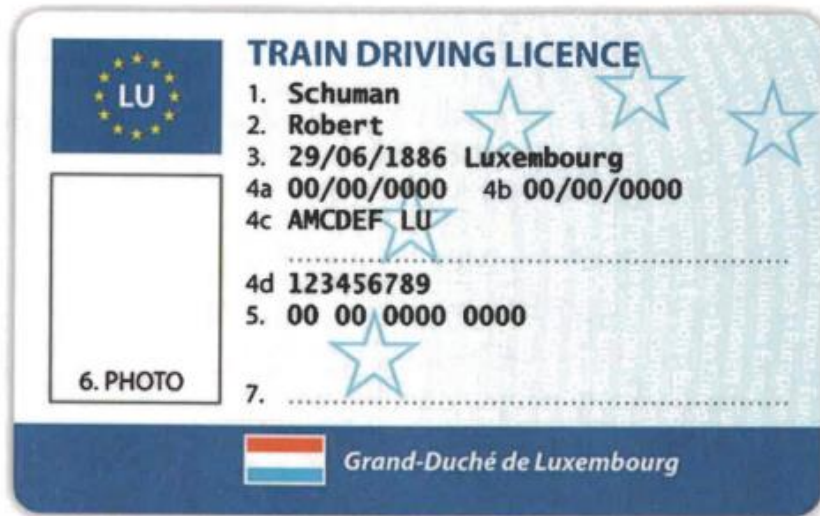 LU
TRAIN DRIVING LICENCE
1. Schuman
2. Robert
3. 29/06/1886 Luxembourg
4a 00/00/0000 4b 00/00/0000
4c AMCDEF LU
4d 123456789
5. 00 00 0000 0000
6. PHOTO
7.
Grand-Duché de Luxembourg